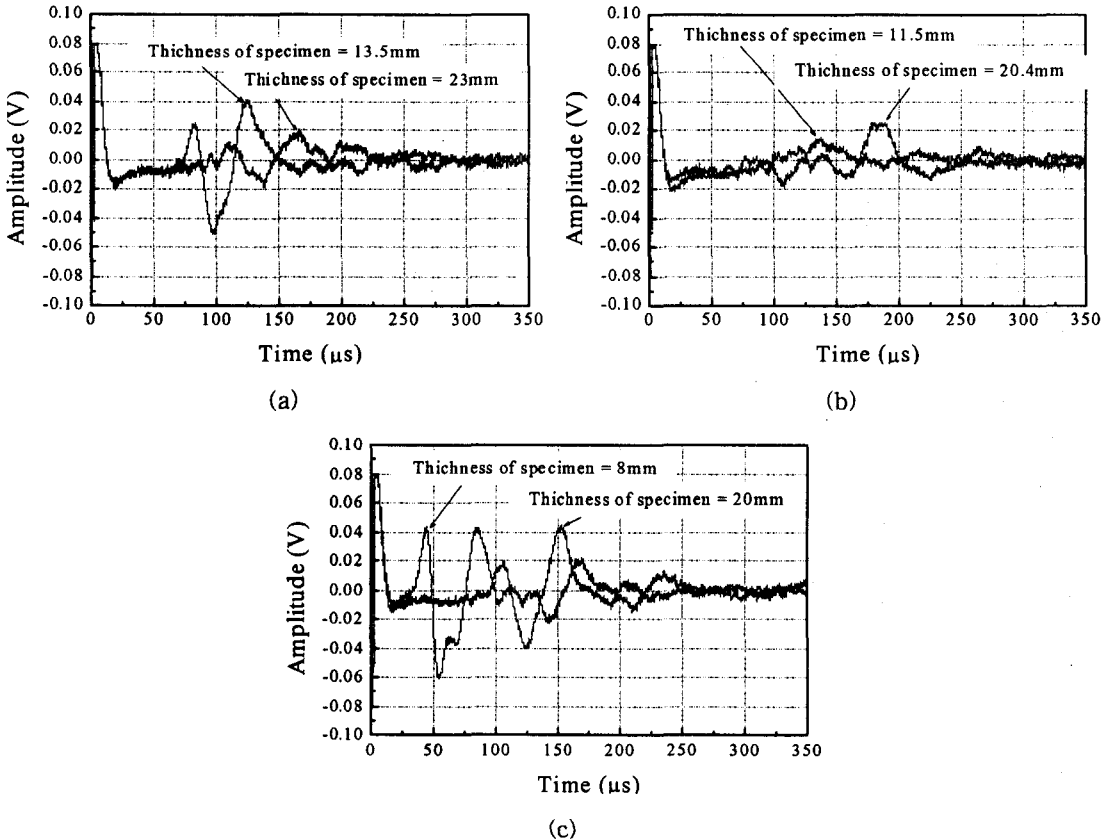 Thichness of specimen = 13.5mm
Thichness of specimen = 23mm
Amplitude (V)
0.10
0.08
0.06
0.04
0.02
0.00
-0.02
-0.04
-0.06
-0.08
-0.10
0 50 100 150 200 250 300 350
Time (μs)
(a)
Thichness of specimen = 11.5mm
Thichness of specimen = 20.4mm
Amplitude (V)
0.10
0.08
0.06
0.04
0.02
0.00
-0.02
-0.04
-0.06
-0.08
-0.10
0 50 100 150 200 250 300 350
Time (μs)
(b)
Thichness of specimen = 8mm
Thichness of specimen = 20mm
Amplitude (V)
0.10
0.08
0.06
0.04
0.02
0.00
-0.02
-0.04
-0.06
-0.08
-0.10
0 50 100 150 200 250 300 350
Time (μs)
(c)